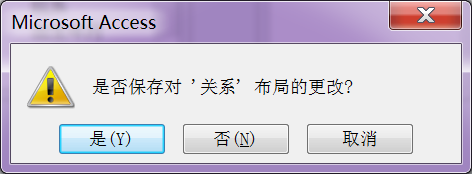 Microsoft Access
是否保存对 '关系' 布局的更改?
是(Y)
否(N)
取消